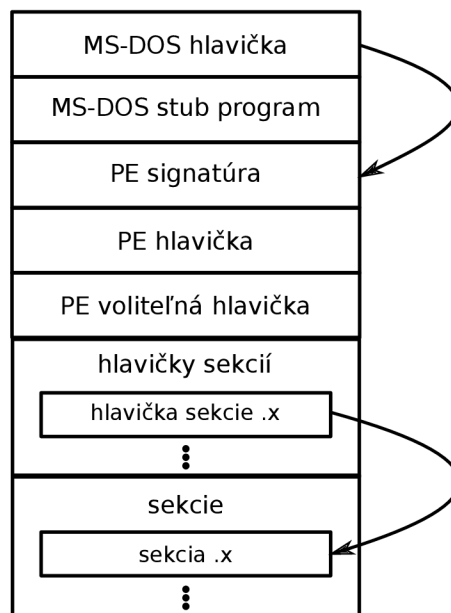 MS-DOS hlavička
MS-DOS stub program
PE signatúra
PE hlavička
PE voliteľná hlavička
hlavičky sekcií
hlavička sekcie .x
sekcie
sekcia .x